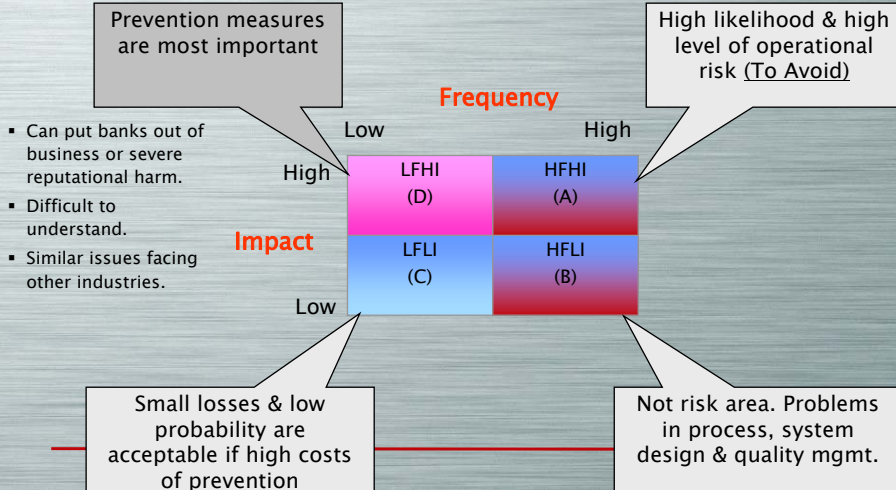 Prevention measures
are most important
High likelihood & high
level of operational
risk (To Avoid)
Frequency
Low
High
▪ Can put banks out of
business or severe
reputational harm.
▪ Difficult to
understand.
▪ Similar issues facing
other industries.
Impact
High
Low
LFHI
(D)
HFHI
(A)
LFLI
(C)
HFLI
(B)
Small losses & low
probability are
acceptable if high costs
of prevention
Not risk area. Problems
in process, system
design & quality mgmt.